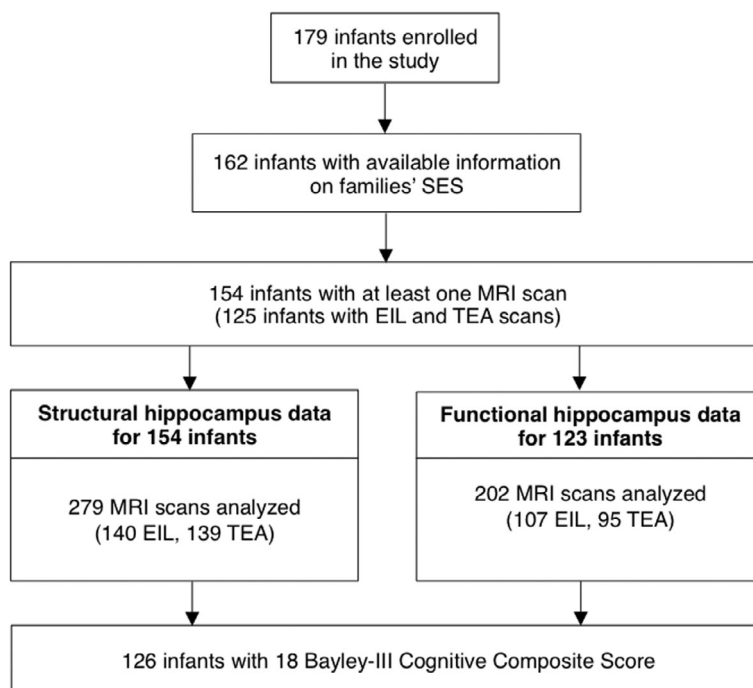 179 infants enrolled
in the study
162 infants with available information
on families' SES
154 infants with at least one MRI scan
(125 infants with EIL and TEA scans)
Structural hippocampus data
for 154 infants
279 MRI scans analyzed
(140 EIL, 139 TEA)
Functional hippocampus data
for 123 infants
202 MRI scans analyzed
(107 EIL, 95 TEA)
126 infants with 18 Bayley-III Cognitive Composite Score